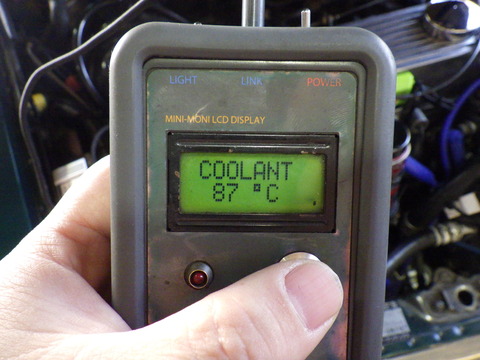 LIGHT LINK POWER
MINI-MONI LCD DISPLAY
COOLANT
87 °C